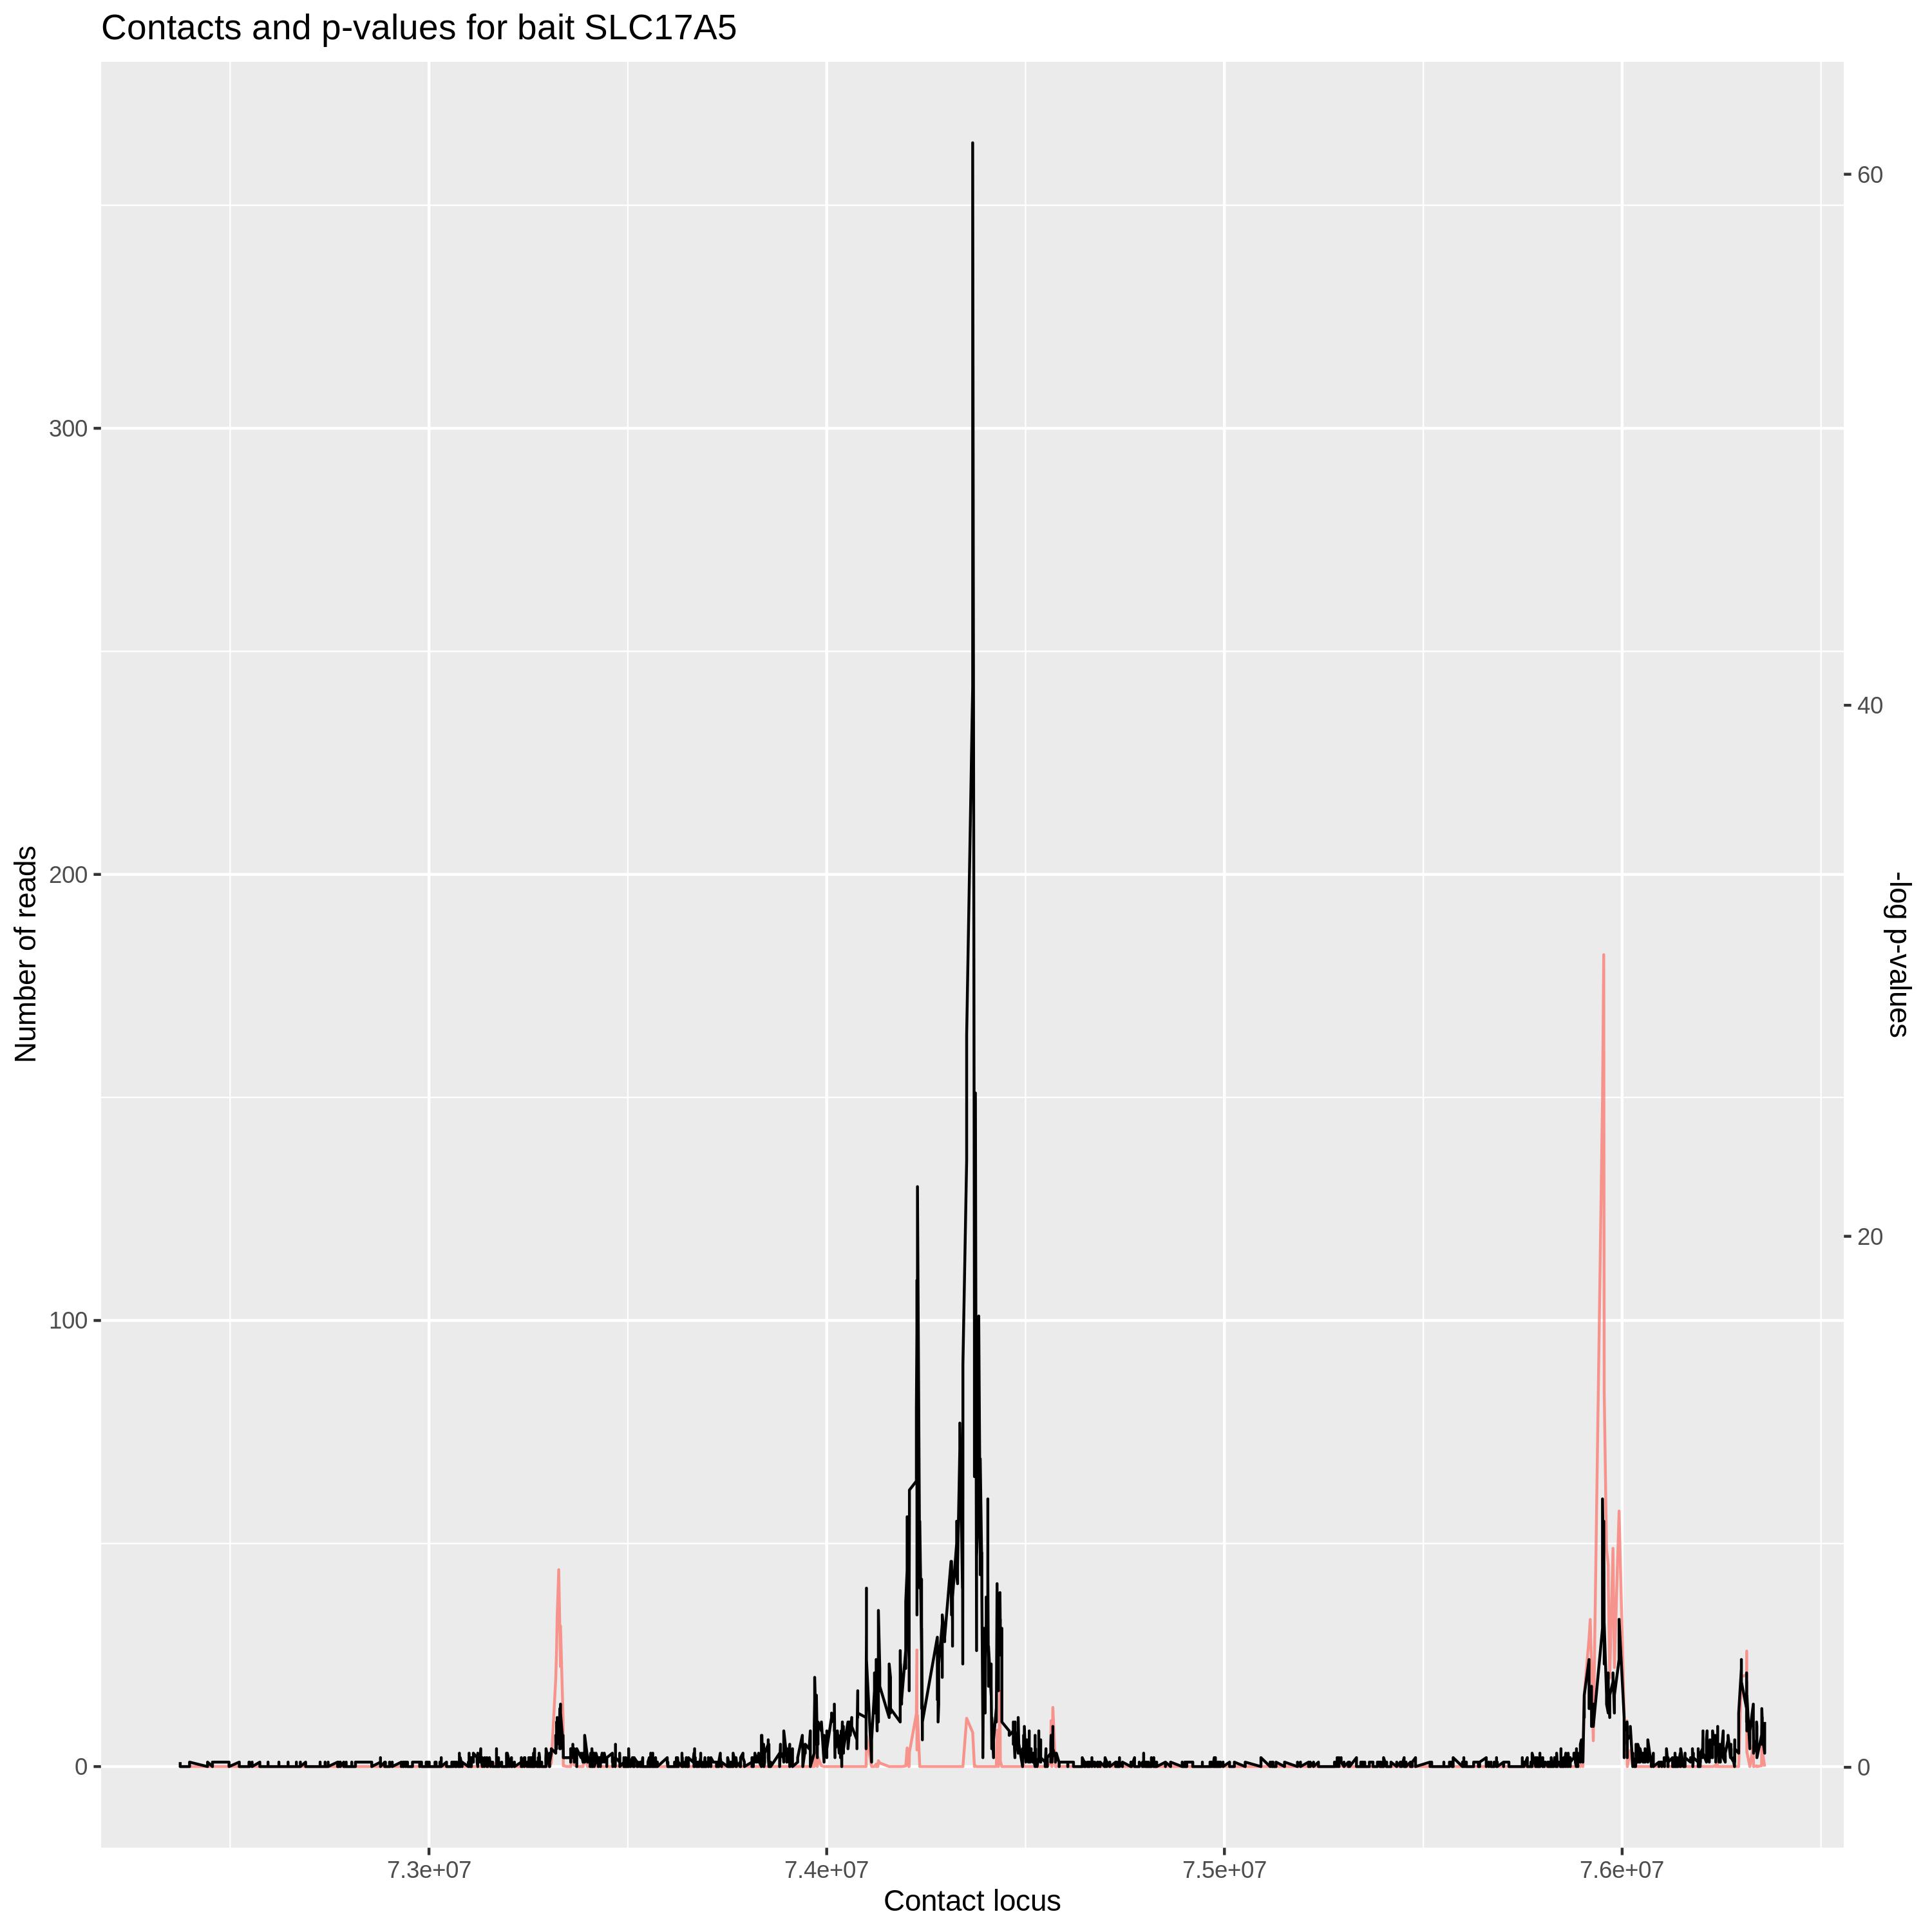 Contacts and p-values for bait SLC17A5
Number of reads
300
200
100
0
60
40
20
0
-log p-values
7.3e+07 7.4e+07 7.5e+07 7.6e+07
Contact locus